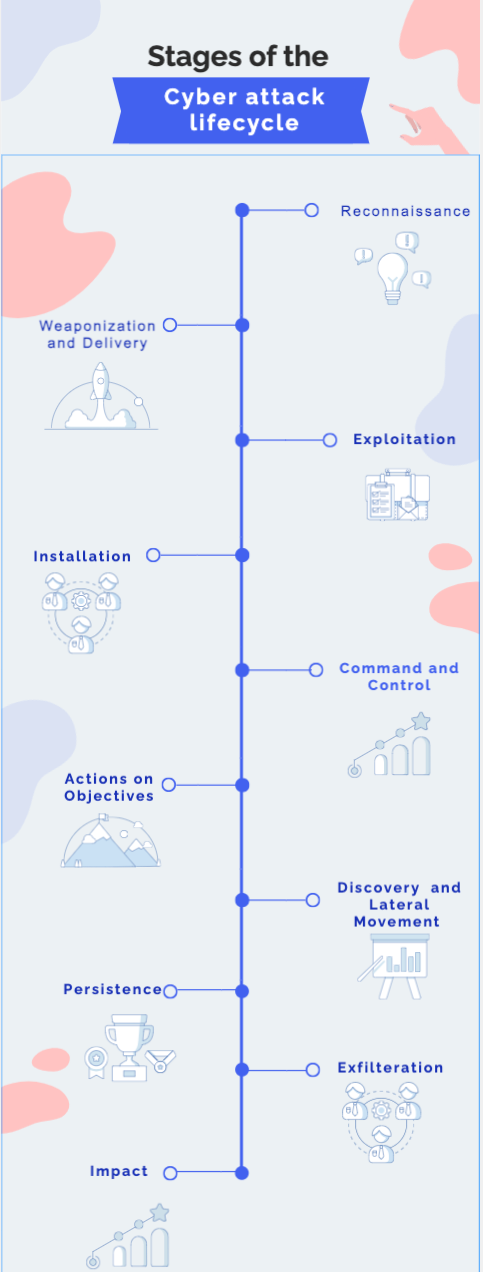 Stages of the
Cyber attack
lifecycle
Reconnaissance
Weaponization
and Delivery
Exploitation
Installation
Command and
Control
Actions on
Objectives
Discovery and
Lateral
Movement
Persistence
Exfilteration
Impact